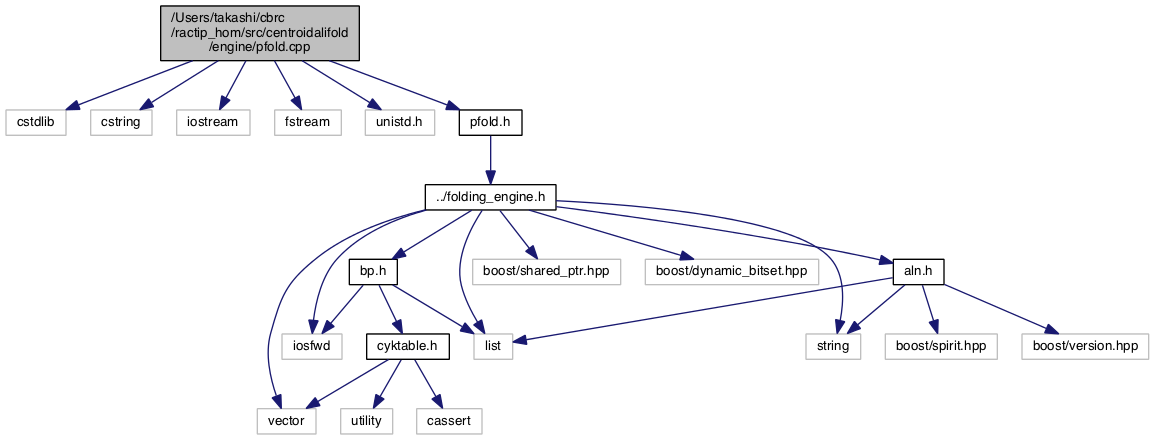 /Users/takashi/cbrc
/ractip_hom/src/centroidalifold
/engine/pfold.cpp
cstdlib
cstring
iostream
fstream
unistd.h
pfold.h
../folding_engine.h
bp.h
boost/shared_ptr.hpp
boost/dynamic_bitset.hpp
aln.h
iosfwd
cyktable.h
list
string
boost/spirit.hpp
boost/version.hpp
vector
utility
cassert